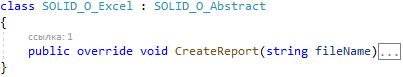 class SOLID_O_Excel : SOLID_O_Abstract
{
ссылка: 1
public override void CreateReport(string fileName)...
}